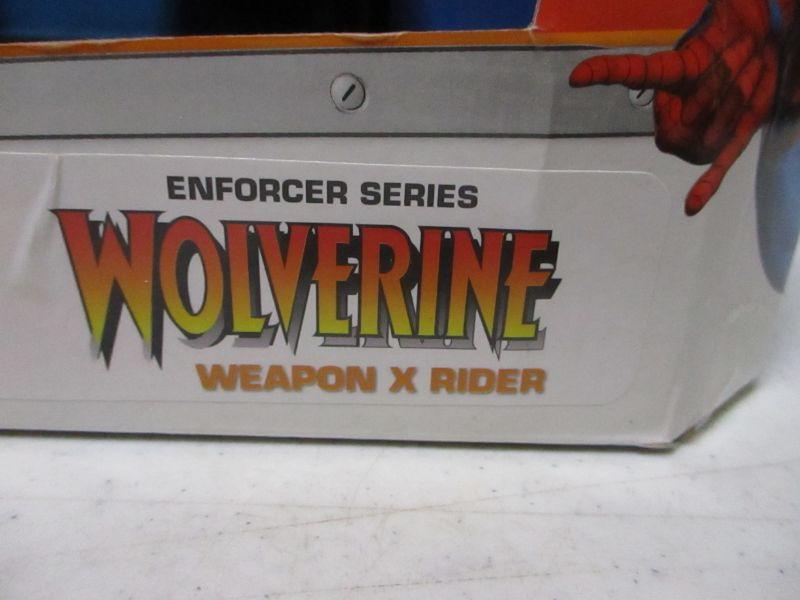 ENFORCER SERIES
WOLVERINE
WEAPON X RIDER